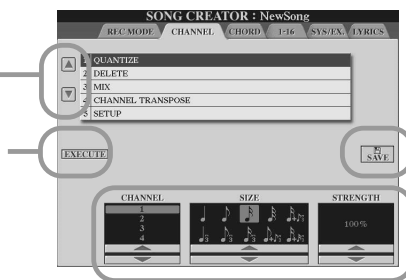 SONG CREATOR : NewSong
REC MODE CHANNEL CHORD 1-16 SYS/EX. LYRICS
1 QUANTIZE
2 DELETE
3 MIX
4 CHANNEL TRANSPOSE
5 SETUP
EXECUTE
SAVE
CHANNEL SIZE STRENGTH
1
2
3
4
100%